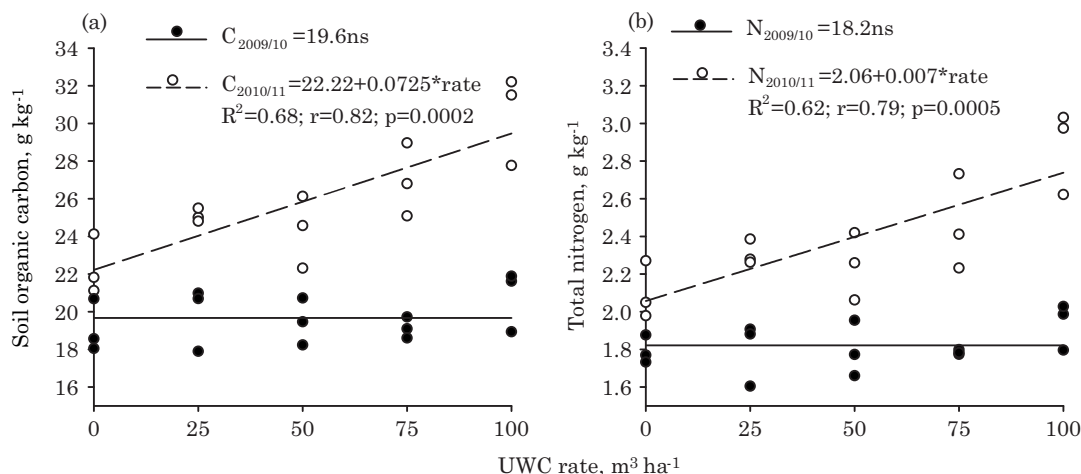 (a)
C2009/10=19.6ns
C2010/11=22.22+0.0725*rate
R²=0.68; r=0.82; p=0.0002
Soil organic carbon, g kg-1
34
32
30
28
26
24
22
20
18
16
0
25
50
75
100
(b)
N2009/10=18.2ns
N2010/11=2.06+0.007*rate
R²=0.62; r=0.79; p=0.0005
Total nitrogen, g kg-1
3.4
3.2
3.0
2.8
2.6
2.4
2.2
2.0
1.8
1.6
0
25
50
75
100
UWC rate, m³ ha-1